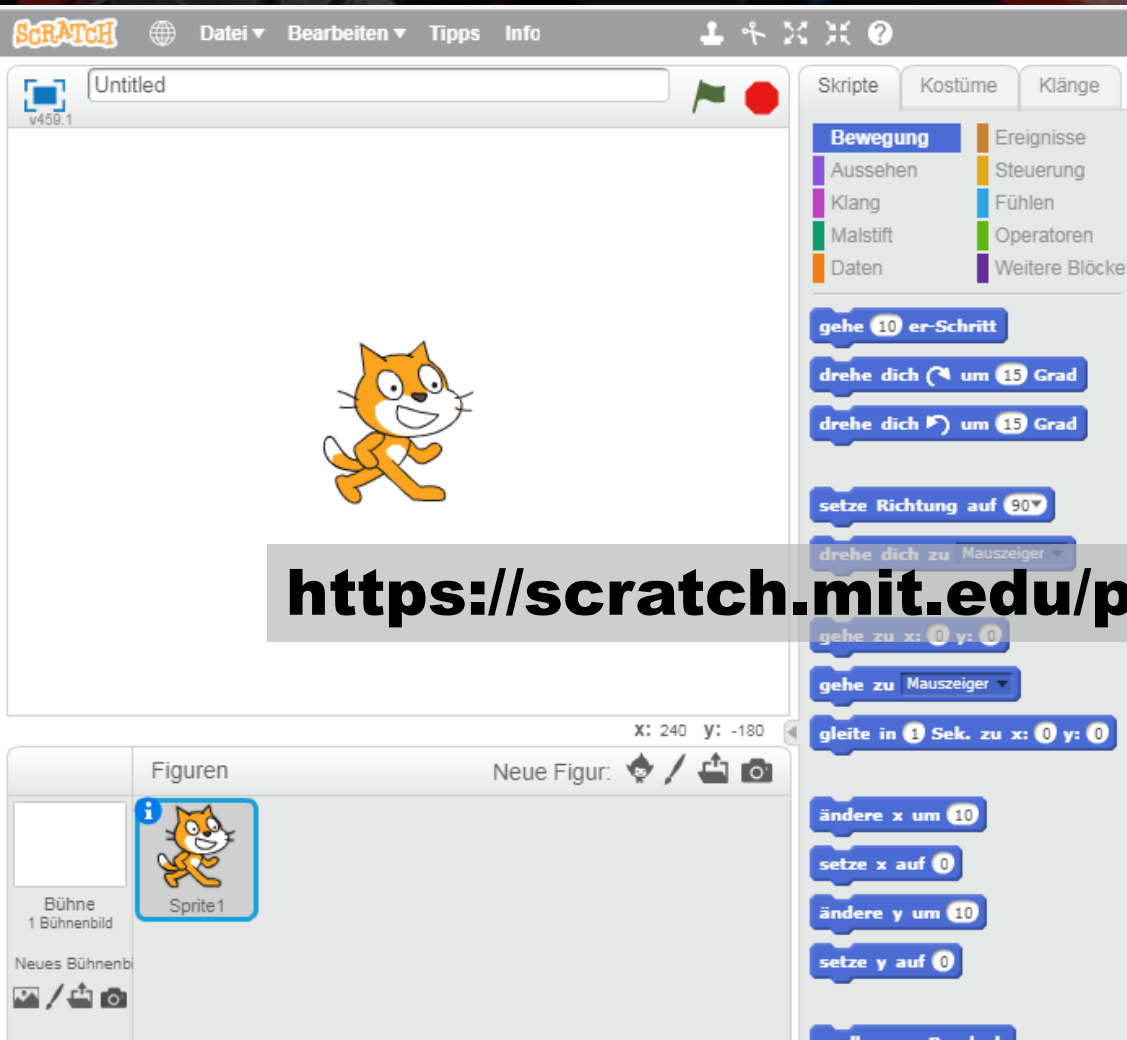 SCRATCH Datei Bearbeiten Tipps Info
Untitled
v459.1
Skripte Kostüme Klänge
Bewegung Ereignisse
Aussehen Steuerung
Klang Fühlen
Malstift Operatoren
Daten Weitere Blöcke
gehe 10 er-Schritt
drehe dich um 15 Grad
drehe dich um 15 Grad
setze Richtung auf 90
drehe dich zu Mauszeiger
https://scratch.mit.edu/p
gehe zu x: 0 y: 0
gehe zu Mauszeiger
gleite in 1 Sek. zu x: 0 y: 0
ändere x um 10
setze x auf 0
ändere y um 10
setze y auf 0
X: 240 y: -180
Figuren Neue Figur:
Bühne
1 Bühnenbild
Neues Bühnenbi
Sprite1